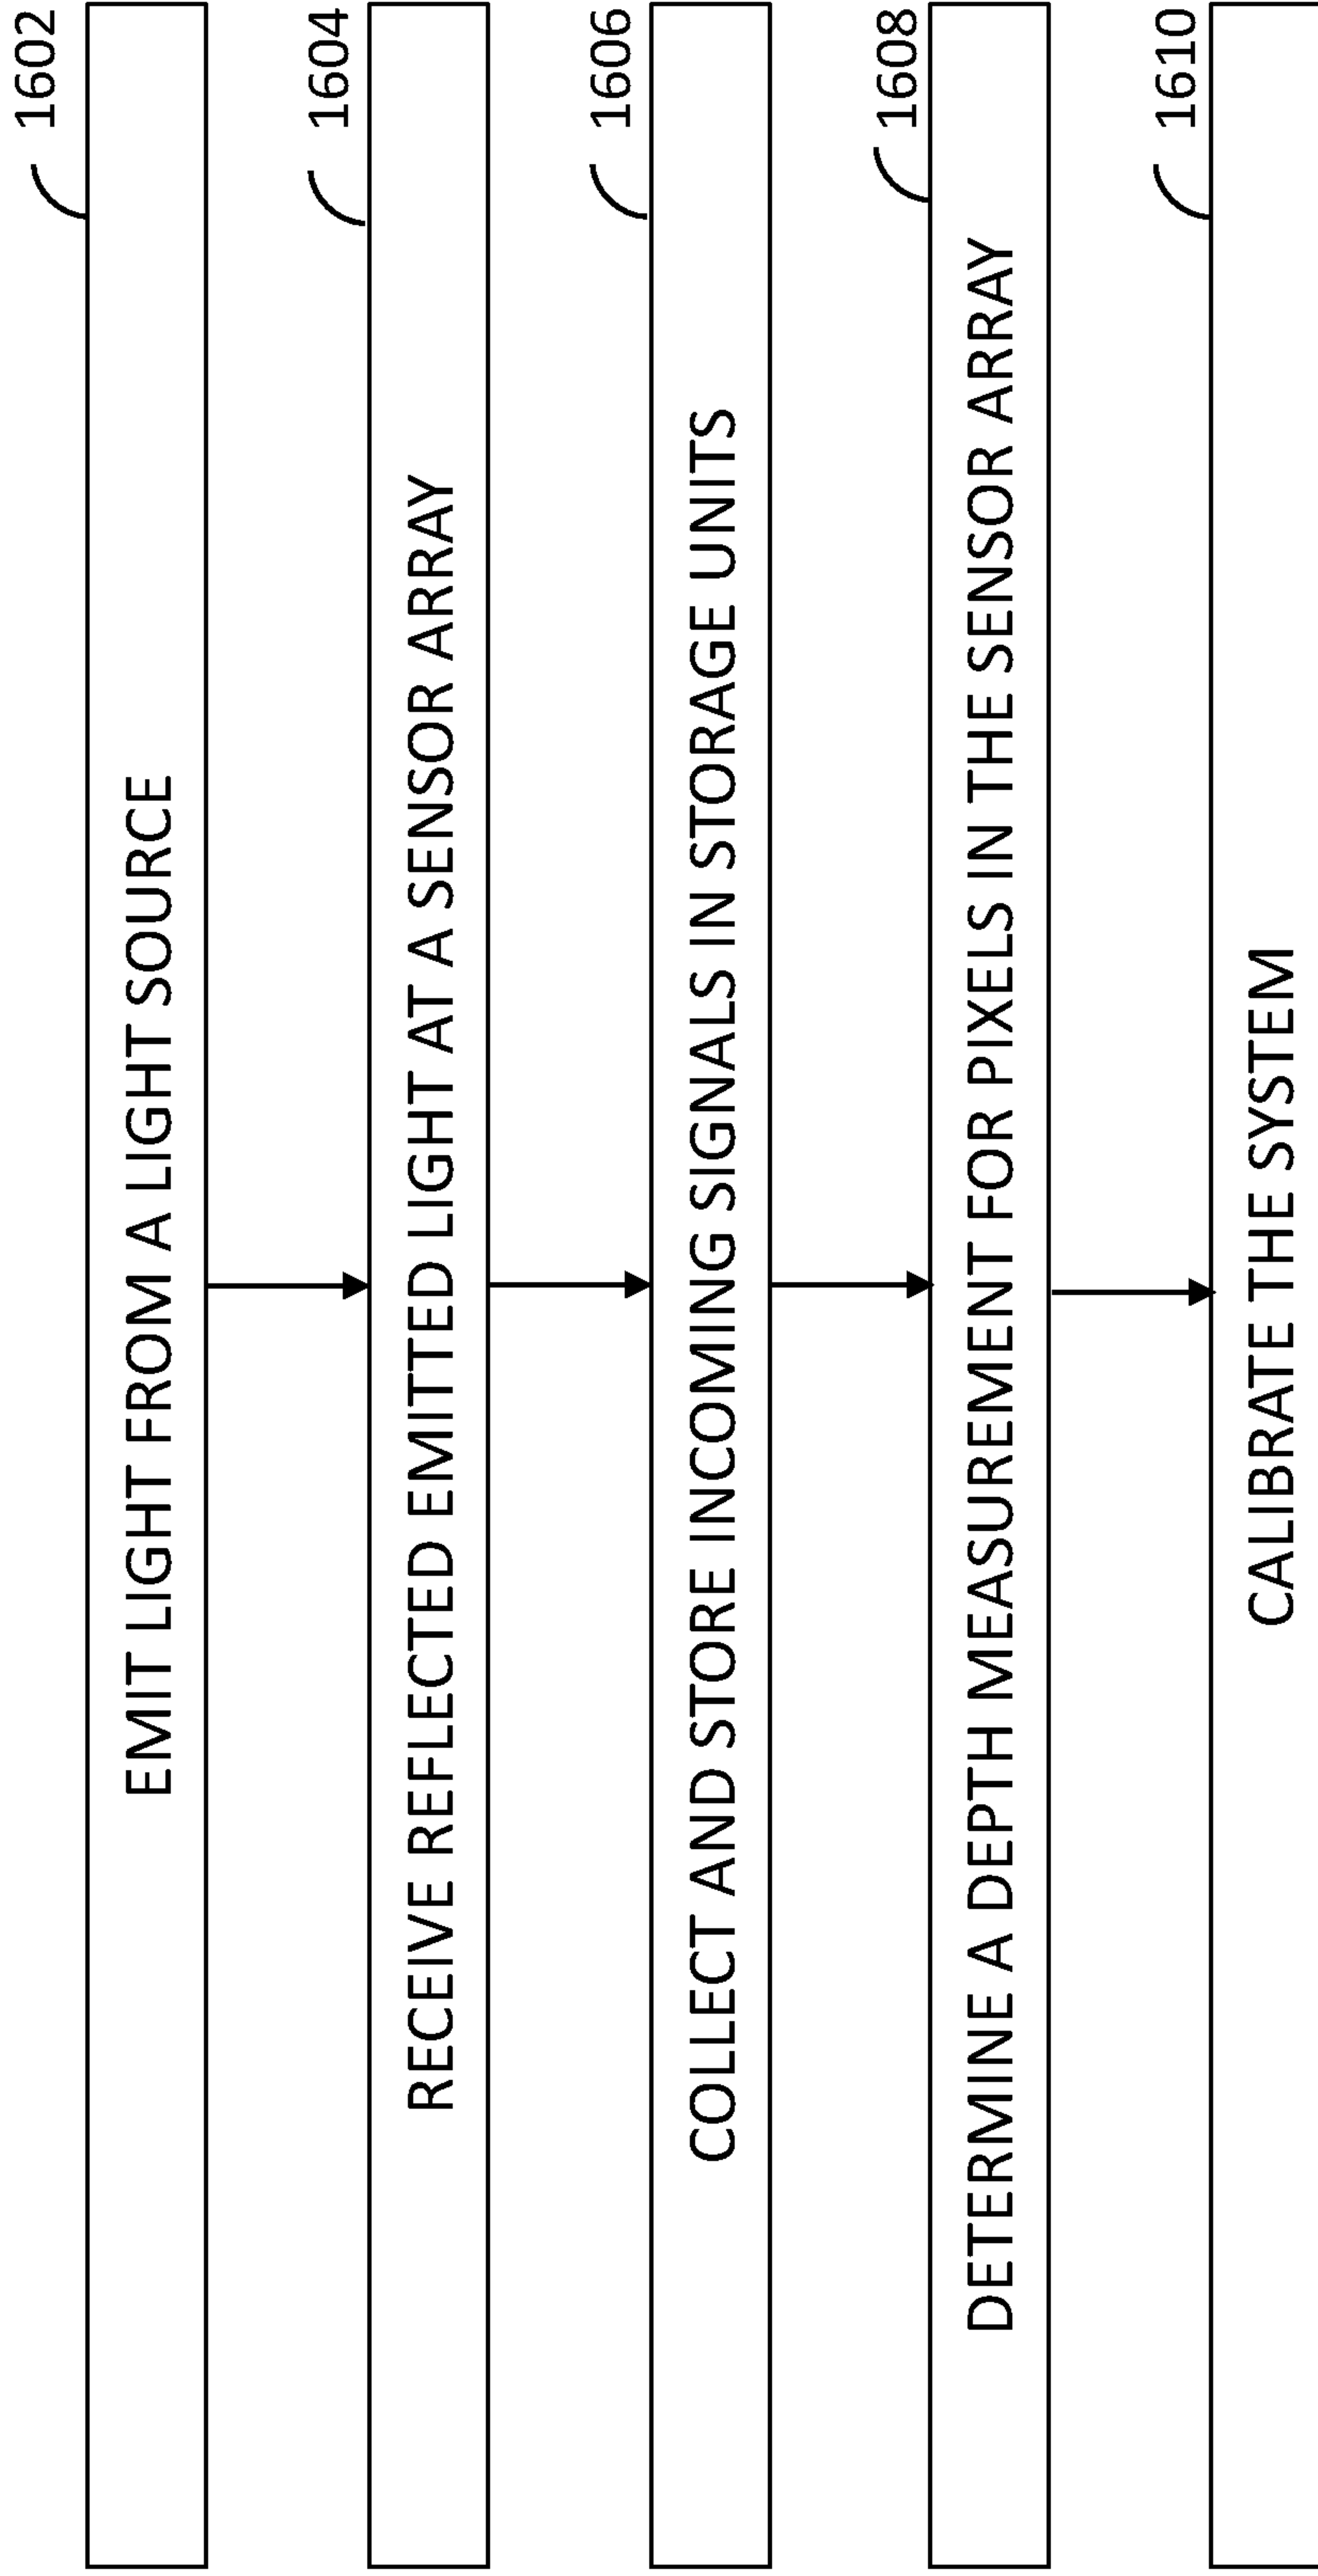 1602
EMIT LIGHT FROM A LIGHT SOURCE
1604
RECEIVE REFLECTED EMITTED LIGHT AT A SENSOR ARRAY
1606
COLLECT AND STORE INCOMING SIGNALS IN STORAGE UNITS
1608
DETERMINE A DEPTH MEASUREMENT FOR PIXELS IN THE SENSOR ARRAY
1610
CALIBRATE THE SYSTEM